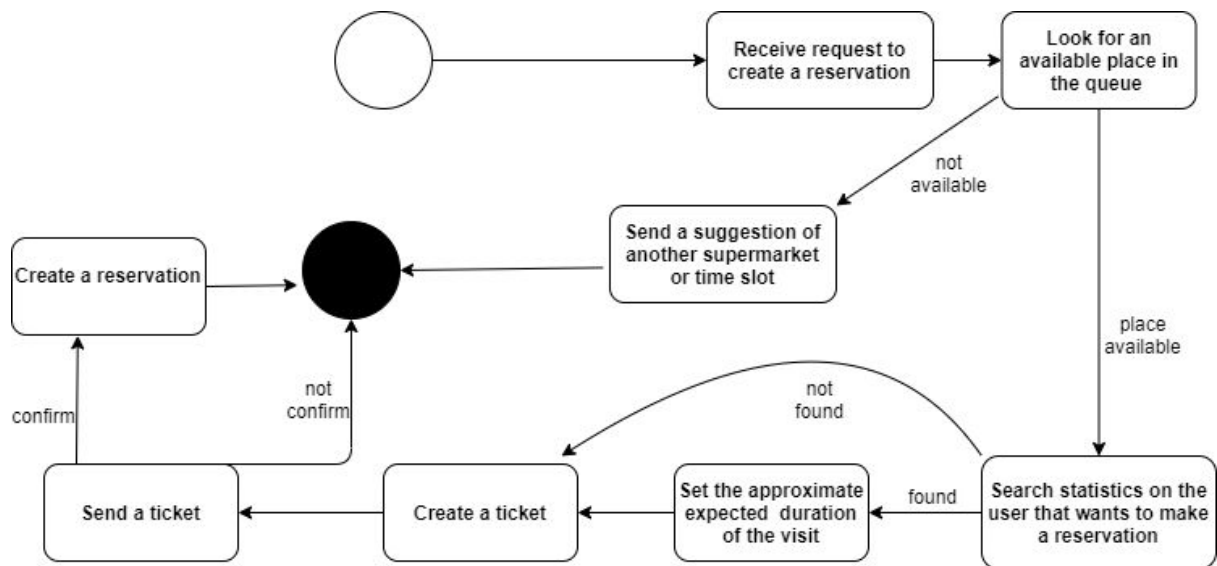 Receive request to
create a reservation
Look for an
available place in
the queue
not
available
Send a suggestion of
another supermarket
or time slot
Create a reservation
place
available
not
found
not
confirm
confirm
Send a ticket
Create a ticket
Set the approximate
expected duration
of the visit
found
Search statistics on the
user that wants to make
a reservation